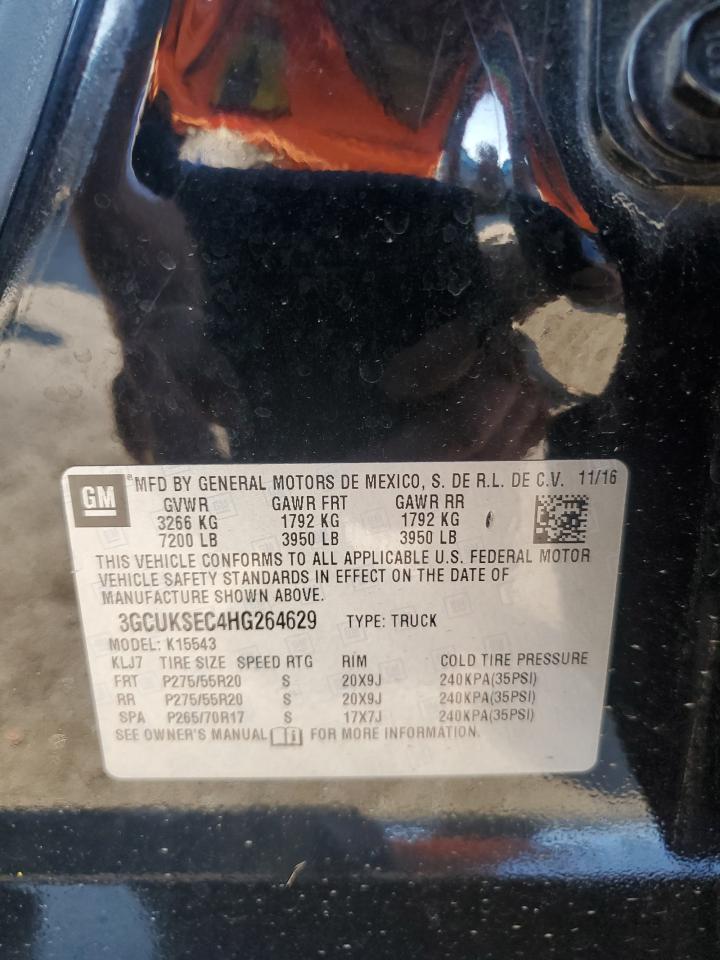 GM ®MFD BY GENERAL MOTORS DE MEXICO, S. DE R.L. DE C.V. 11/16
GVWR GAWR FRT GAWR RR
3266 KG 1792 KG 1792 KG
7200 LB 3950 LB 3950 LB
THIS VEHICLE CONFORMS TO ALL APPLICABLE U.S. FEDERAL MOTOR
VEHICLE SAFETY STANDARDS IN EFFECT ON THE DATE OF
MANUFACTURE SHOWN ABOVE.
3GCUKSEC4HG264629 TYPE: TRUCK
MODEL: K15543
KLJ7 TIRE SIZE SPEED RTG RIM COLD TIRE PRESSURE
FRT P275/55R20 S 20X9J 240KPA(35PSI)
RR P275/55R20 S 20X9J 240KPA(35PSI)
SPA P265/70R17 S 17X7J 240KPA(35PSI)
SEE OWNER'S MANUAL FOR MORE INFORMATION.